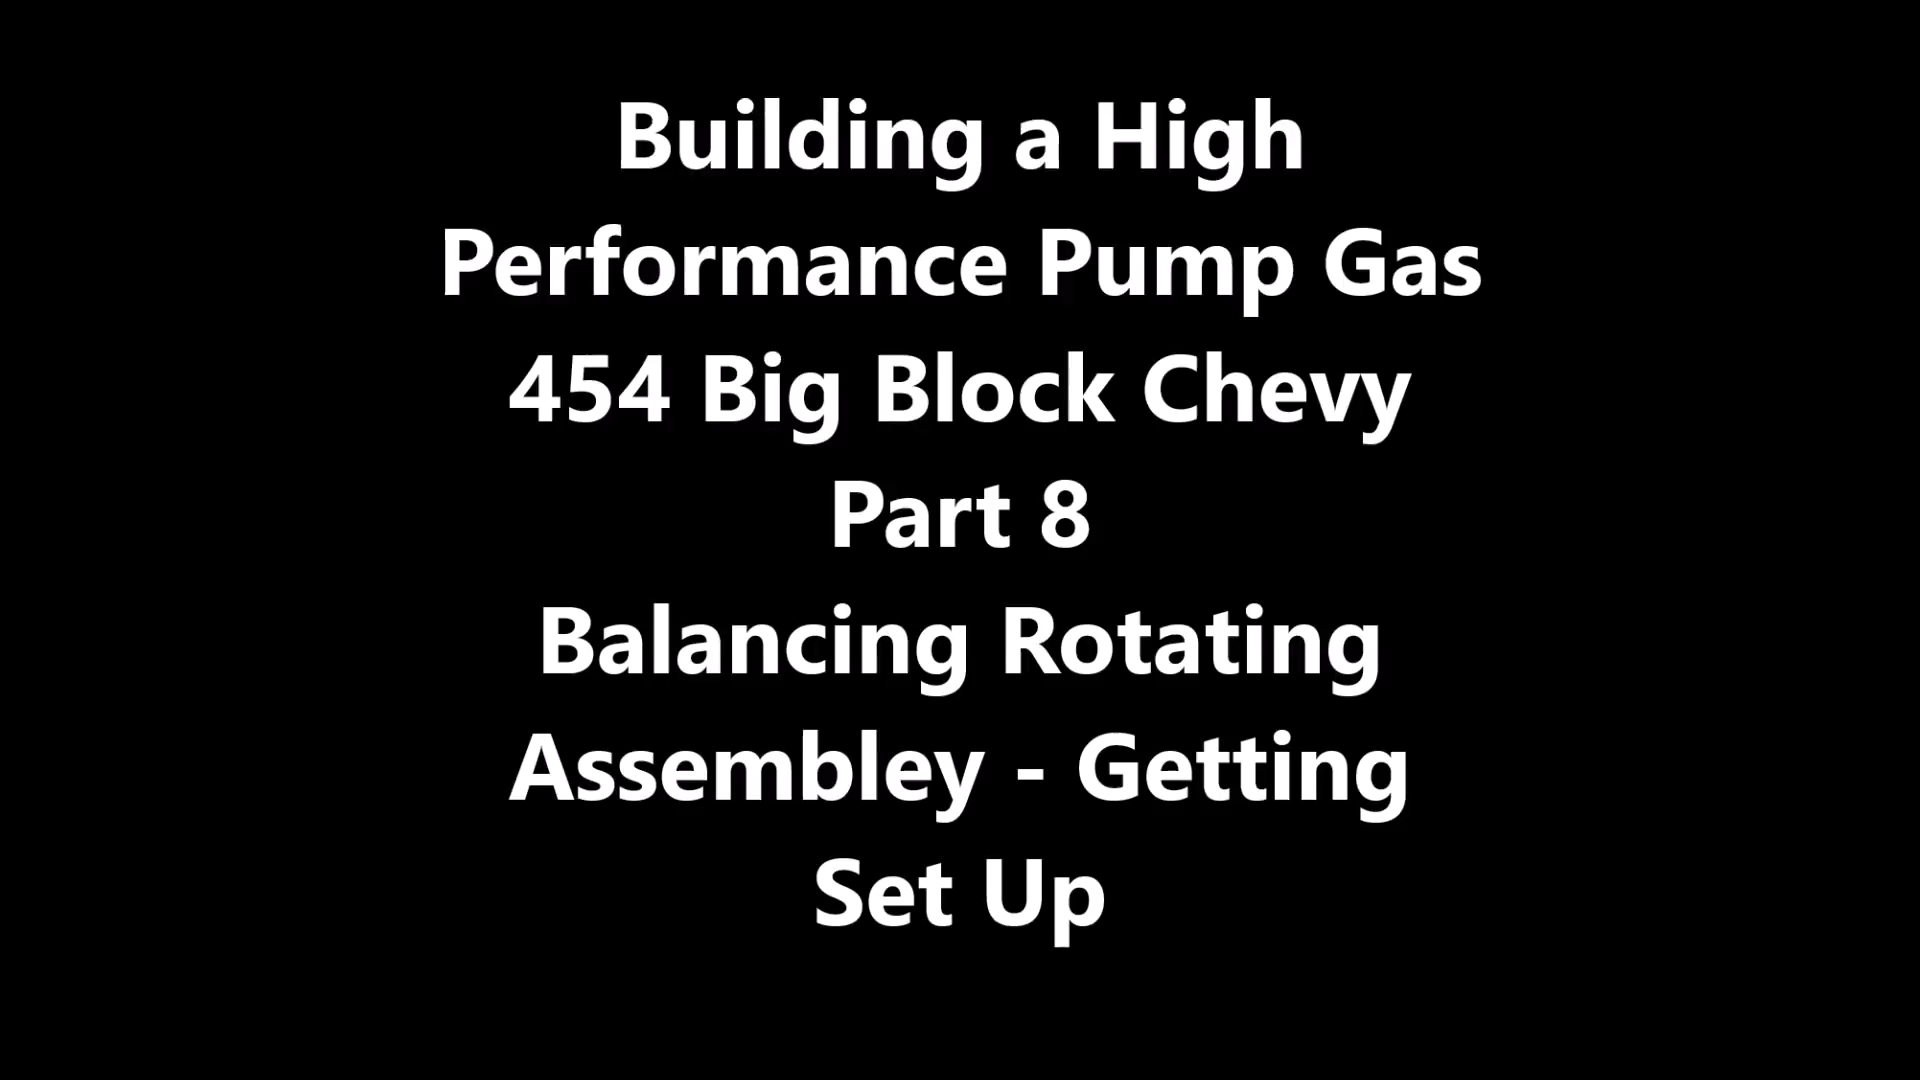 Building a High
Performance Pump Gas
454 Big Block Chevy
Part 8
Balancing Rotating
Assembley - Getting
Set Up